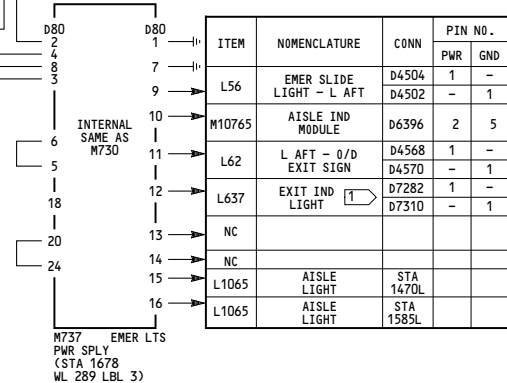 D80
D80
2
4
8
3
6
5
18
20
24
INTERNAL
SAME AS
M730
1
7
9
10
11
12
13
14
15
16
M737 EMER LTS
PWR SPLY
(STA 1678
WL 289 LBL 3)
ITEM NOMENCLATURE CONN PIN NO.
PWR GND
L56 EMER SLIDE
LIGHT – L AFT
D4504 1 –
D4502 – 1
M10765 AISLE IND
MODULE
D6396 2 5
L62 L AFT – O/D
EXIT SIGN
D4568 1 –
D4570 – 1
L637 EXIT IND
LIGHT
1
D7282 1 –
D7310 – 1
NC
NC
L1065 AISLE
LIGHT
STA
1470L
L1065 AISLE
LIGHT
STA
1585L